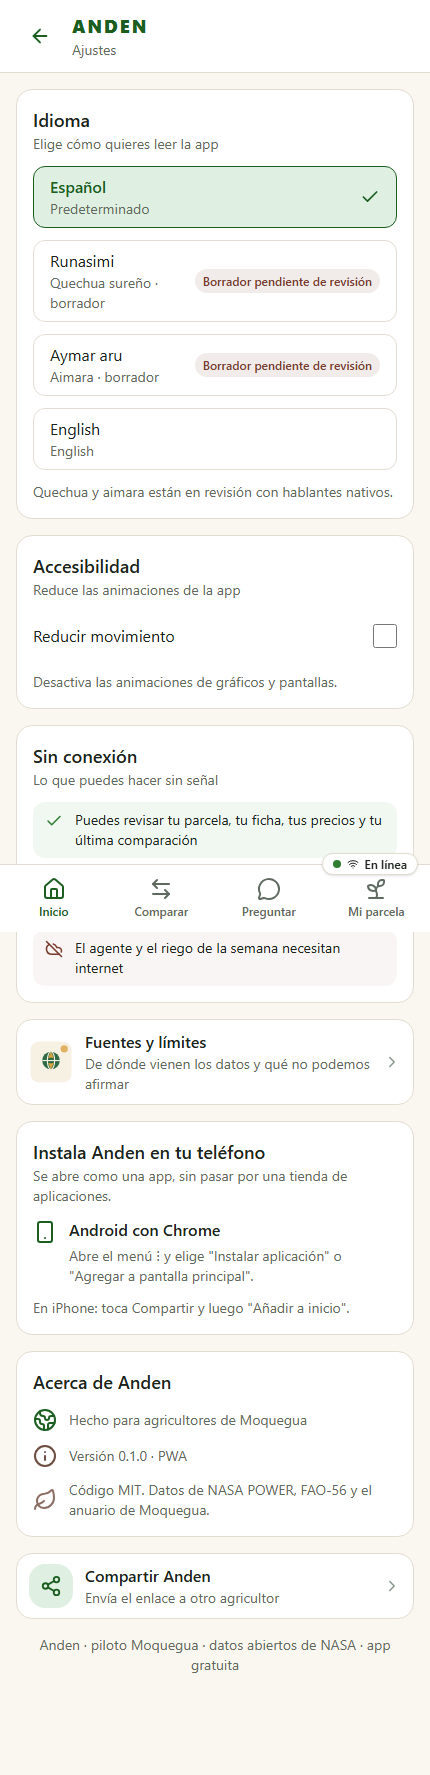 ANDEN
Ajustes
Idioma
Elige cómo quieres leer la app
Español
Predeterminado
Runasimi
Quechua sureño ·
borrador
Borrador pendiente de revisión
Aymar aru
Aimara · borrador
Borrador pendiente de revisión
English
English
Quechua y aimara están en revisión con hablantes nativos.
Accesibilidad
Reduce las animaciones de la app
Reducir movimiento
Desactiva las animaciones de gráficos y pantallas.
Sin conexión
Lo que puedes hacer sin señal
Puedes revisar tu parcela, tu ficha, tus precios y tu
última comparación
En línea
Inicio
Comparar
Preguntar
Mi parcela
El agente y el riego de la semana necesitan
internet
Fuentes y límites
De dónde vienen los datos y qué no podemos
afirmar
Instala Anden en tu teléfono
Se abre como una app, sin pasar por una tienda de
aplicaciones.
Android con Chrome
Abre el menú ⋮ y elige "Instalar aplicación" o
"Agregar a pantalla principal".
En iPhone: toca Compartir y luego "Añadir a inicio".
Acerca de Anden
Hecho para agricultores de Moquegua
Versión 0.1.0 · PWA
Código MIT. Datos de NASA POWER, FAO-56 y el
anuario de Moquegua.
Compartir Anden
Envía el enlace a otro agricultor
Anden · piloto Moquegua · datos abiertos de NASA · app
gratuita